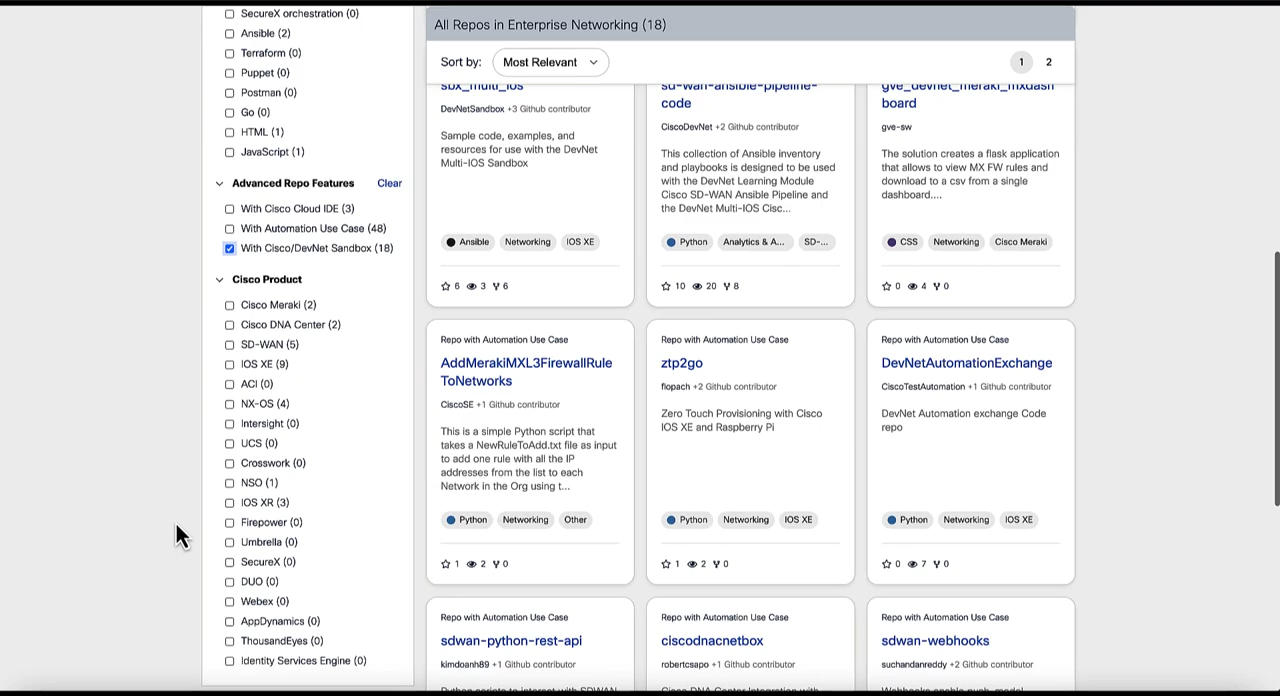 SecureX orchestration (0)
Ansible (2)
Terraform (0)
Puppet (0)
Postman (0)
Go (0)
HTML (1)
JavaScript (1)
Advanced Repo Features Clear
With Cisco Cloud IDE (3)
With Automation Use Case (48)
With Cisco/DevNet Sandbox (18)
Cisco Product
Cisco Meraki (2)
Cisco DNA Center (2)
SD-WAN (5)
IOS XE (9)
ACI (0)
NX-OS (4)
Intersight (0)
UCS (0)
Crosswork (0)
NSO (1)
IOS XR (3)
Firepower (0)
Umbrella (0)
SecureX (0)
DUO (0)
Webex (0)
AppDynamics (0)
ThousandEyes (0)
Identity Services Engine (0)
All Repos in Enterprise Networking (18)
Sort by: Most Relevant 1 2
sbx_multi_ios
DevNetSandbox +3 Github contributor
Sample code, examples, and
resources for use with the DevNet
Multi-IOS Sandbox
Ansible Networking IOS XE
6 3 6
sd-wan-ansible-pipeline-
code
CiscoDevNet +2 Github contributor
This collection of Ansible inventory
and playbooks is designed to be used
with the DevNet Learning Module
Cisco SD-WAN Ansible Pipeline and
the DevNet Multi-IOS Cisc...
Python Analytics & A... SD-...
10 20 8
gve_devnet_meraki_mxdash
board
gve-sw
The solution creates a flask application
that allows to view MX FW rules and
download to a csv from a single
dashboard....
CSS Networking Cisco Meraki
0 4 0
Repo with Automation Use Case
AddMerakiMXL3FirewallRule
ToNetworks
CiscoSE +1 Github contributor
This is a simple Python script that
takes a NewRuleToAdd.txt file as input
to add one rule with all the IP
addresses from the list to each
Network in the Org using t...
Python Networking Other
1 2 0
Repo with Automation Use Case
ztp2go
flopach +2 Github contributor
Zero Touch Provisioning with Cisco
IOS XE and Raspberry Pi
Python Networking IOS XE
1 2 0
Repo with Automation Use Case
DevNetAutomationExchange
CiscoTestAutomation +1 Github contributor
DevNet Automation exchange Code
repo
Python Networking IOS XE
0 7 0
Repo with Automation Use Case
sdwan-python-rest-api
kimdoanh89 +1 Github contributor
Repo with Automation Use Case
ciscodnacnetbox
robertcsapo +1 Github contributor
Repo with Automation Use Case
sdwan-webhooks
suchandanreddy +2 Github contributor